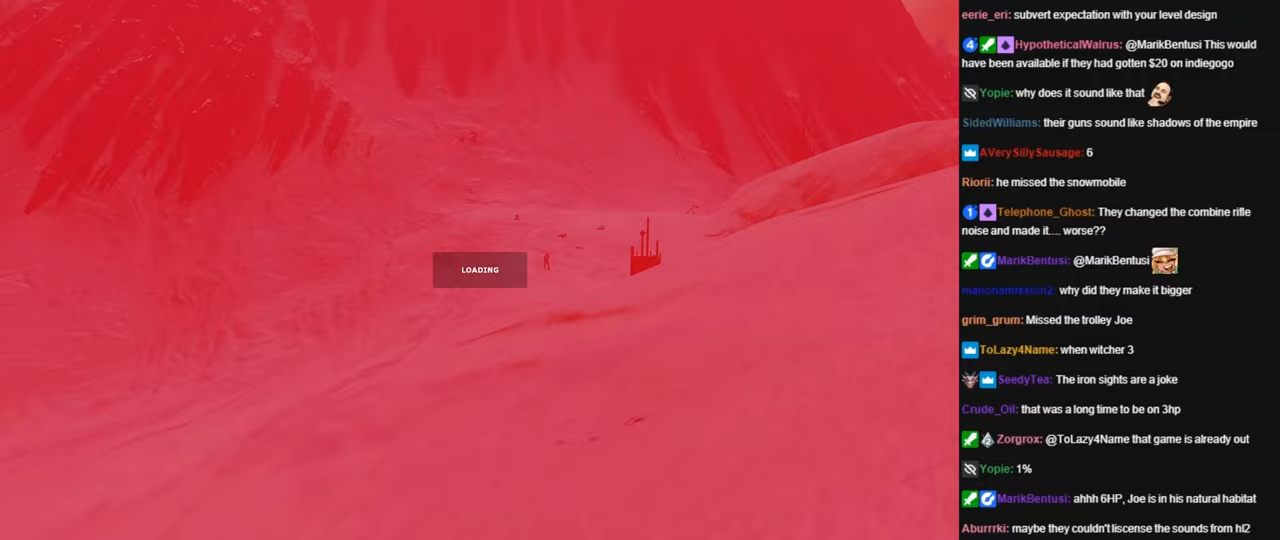 eerie_eri: subvert expectation with your level design
4 HypotheticalWalrus: @MarikBentusi This would
have been available if they had gotten $20 on indiegogo
Yopie: why does it sound like that
SidedWilliams: their guns sound like shadows of the empire
AVerySillySausage: 6
Riorii: he missed the snowmobile
1 Telephone_Ghost: They changed the combine rifle
noise and made it.... worse??
LOADING
MarikBentusi: @MarikBentusi
manonamission2: why did they make it bigger
grim_grum: Missed the trolley Joe
ToLazy4Name: when witcher 3
SeedyTea: The iron sights are a joke
Crude_Oil: that was a long time to be on 3hp
Zorgrox: @ToLazy4Name that game is already out
Yopie: 1%
MarikBentusi: ahhh 6HP, Joe is in his natural habitat
Aburrrki: maybe they couldn't liscense the sounds from hl2